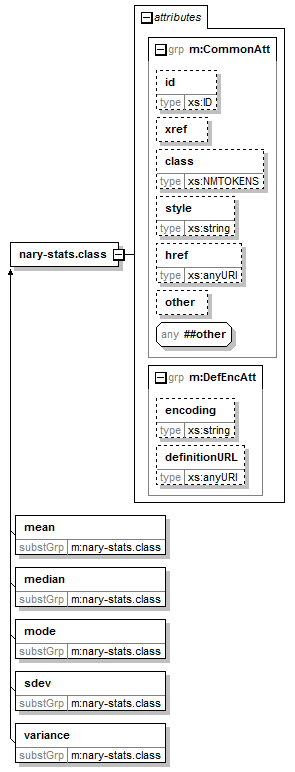 attributes
grp m:CommonAtt
id
type xs:ID
xref
class
type xs:NMTOKENS
style
type xs:string
nary-stats.class
href
type xs:anyURI
other
any ##other
grp m:DefEncAtt
encoding
type xs:string
definitionURL
type xs:anyURI
mean
substGrp m:nary-stats.class
median
substGrp m:nary-stats.class
mode
substGrp m:nary-stats.class
sdev
substGrp m:nary-stats.class
variance
substGrp m:nary-stats.class